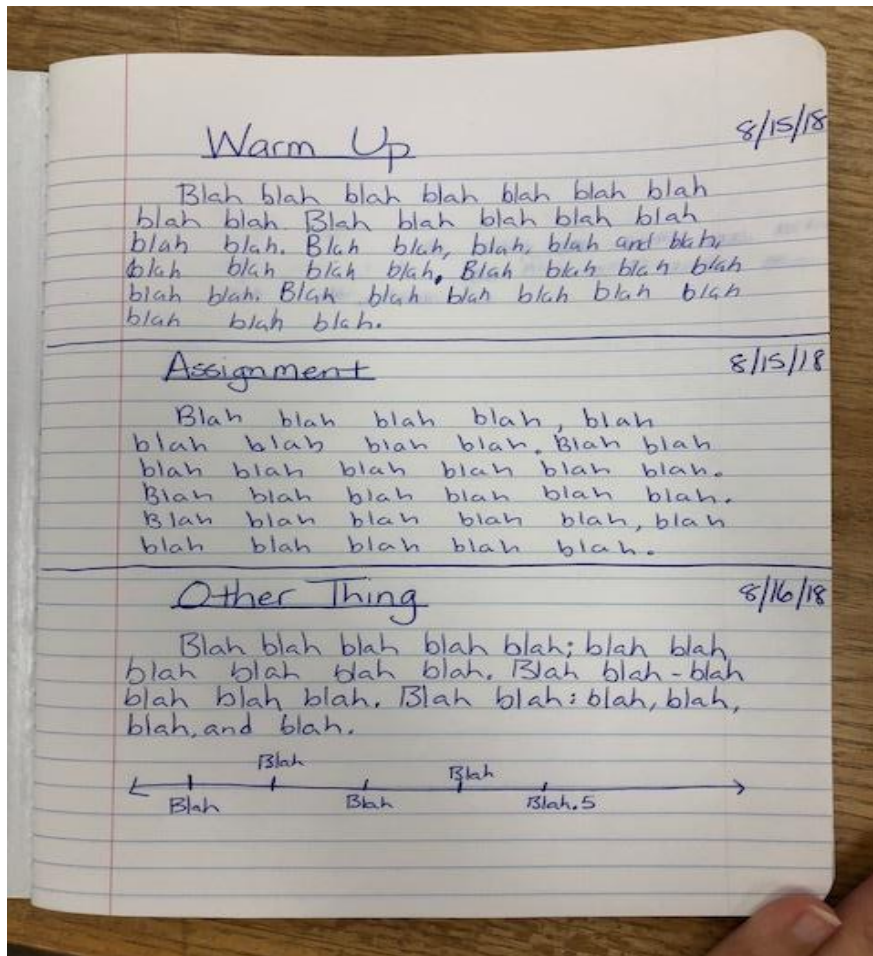 8/15/18
Warm Up
Blah blah blah blah blah blah blah
blah blah. Blah blah blah blah blah
blah blah. Blah blah, blah, blah and blah,
blah blah blah blah. Blah blah blah blah
blah blah. Blah blah blah blah blah blah
blah blah blah.
Assignment 8/15/18
Blah blah blah blah, blah
blah blah blah blah. Blah blah
blah blah blah blah blah blah.
Blah blah blah blah blah blah.
Blah blah blah blah blah, blah
blah blah blah blah blah.
Other Thing 8/16/18
Blah blah blah blah blah; blah blah
blah blah blah blah. Blah blah-blah
blah blah blah. Blah blah: blah, blah,
blah, and blah.
Blah Blah
Blah Blah Blah.5